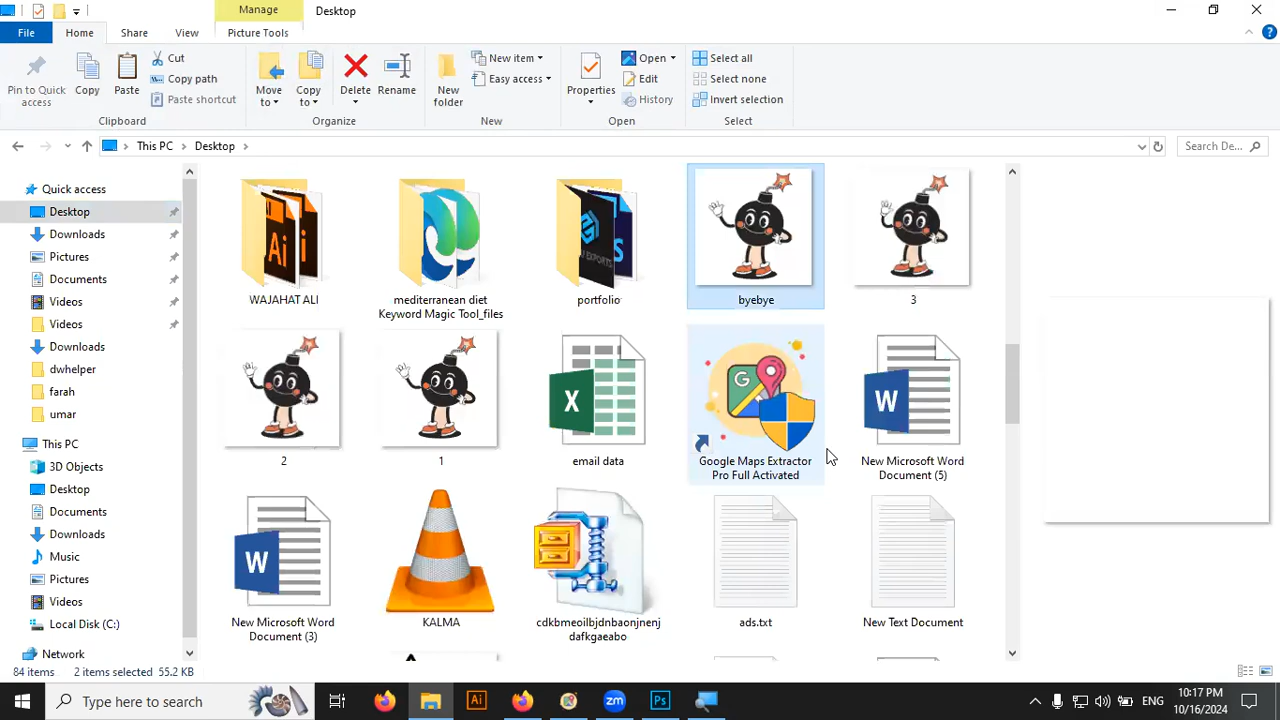 Manage
Desktop
File
Home
Share
View
Picture Tools
Pin to Quick
access
Copy
Paste
Cut
Copy path
Paste shortcut
Clipboard
Move
to
Copy
to
Delete
Rename
Organize
New
folder
New item
Easy access
New
Properties
Open
Edit
History
Open
Select all
Select none
Invert selection
Select
This PC
Desktop
Search De...
Quick access
Desktop
Downloads
Pictures
Documents
Videos
Videos
Downloads
dwhelper
farah
umar
This PC
3D Objects
Desktop
Documents
Downloads
Music
Pictures
Videos
Local Disk (C:)
Network
Ai
WAJAHAT ALI
mediterranean diet
Keyword Magic Tool_files
portfolio
byebye
3
2
1
X
email data
G
Google Maps Extractor
Pro Full Activated
W
New Microsoft Word
Document (5)
W
New Microsoft Word
Document (3)
KALMA
cdkbmeoilbjdnbaonjnenj
dafkgaeabo
ads.txt
New Text Document
84 items
2 items selected 55.2 KB
Type here to search
Ai
zm
Ps
ENG
10:17 PM
10/16/2024